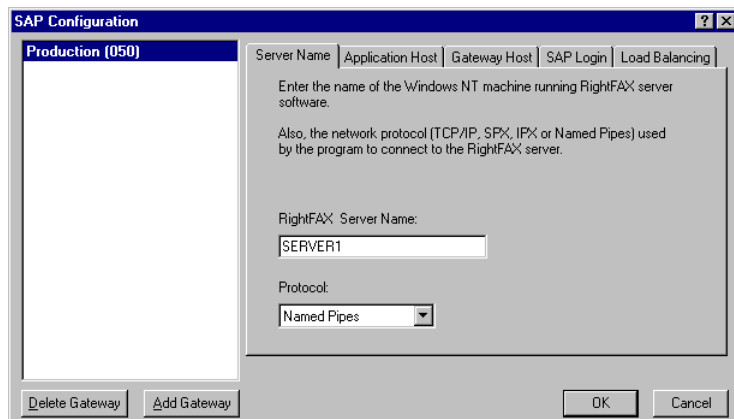 SAP Configuration
Production (050)
Server Name
Application Host
Gateway Host
SAP Login
Load Balancing
Enter the name of the Windows NT machine running RightFAX server
software.
Also, the network protocol (TCP/IP, SPX, IPX or Named Pipes) used
by the program to connect to the RightFAX server.
RightFAX Server Name:
SERVER1
Protocol:
Named Pipes
Delete Gateway
Add Gateway
OK
Cancel